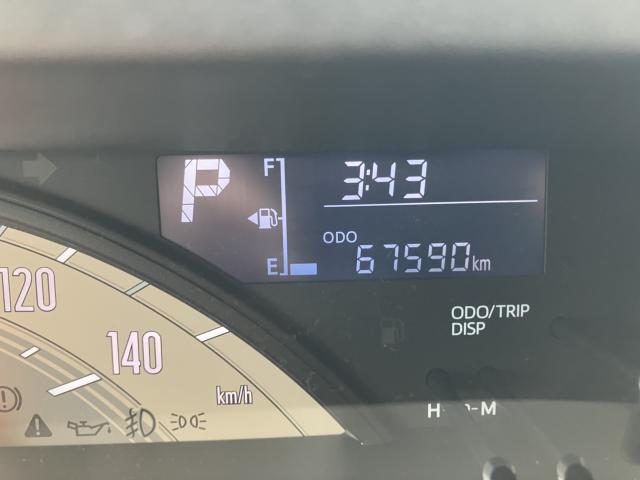 P
F
3:43
ODO
E
67590km
120
140
km/h
ODO/TRIP
DISP
H
-M